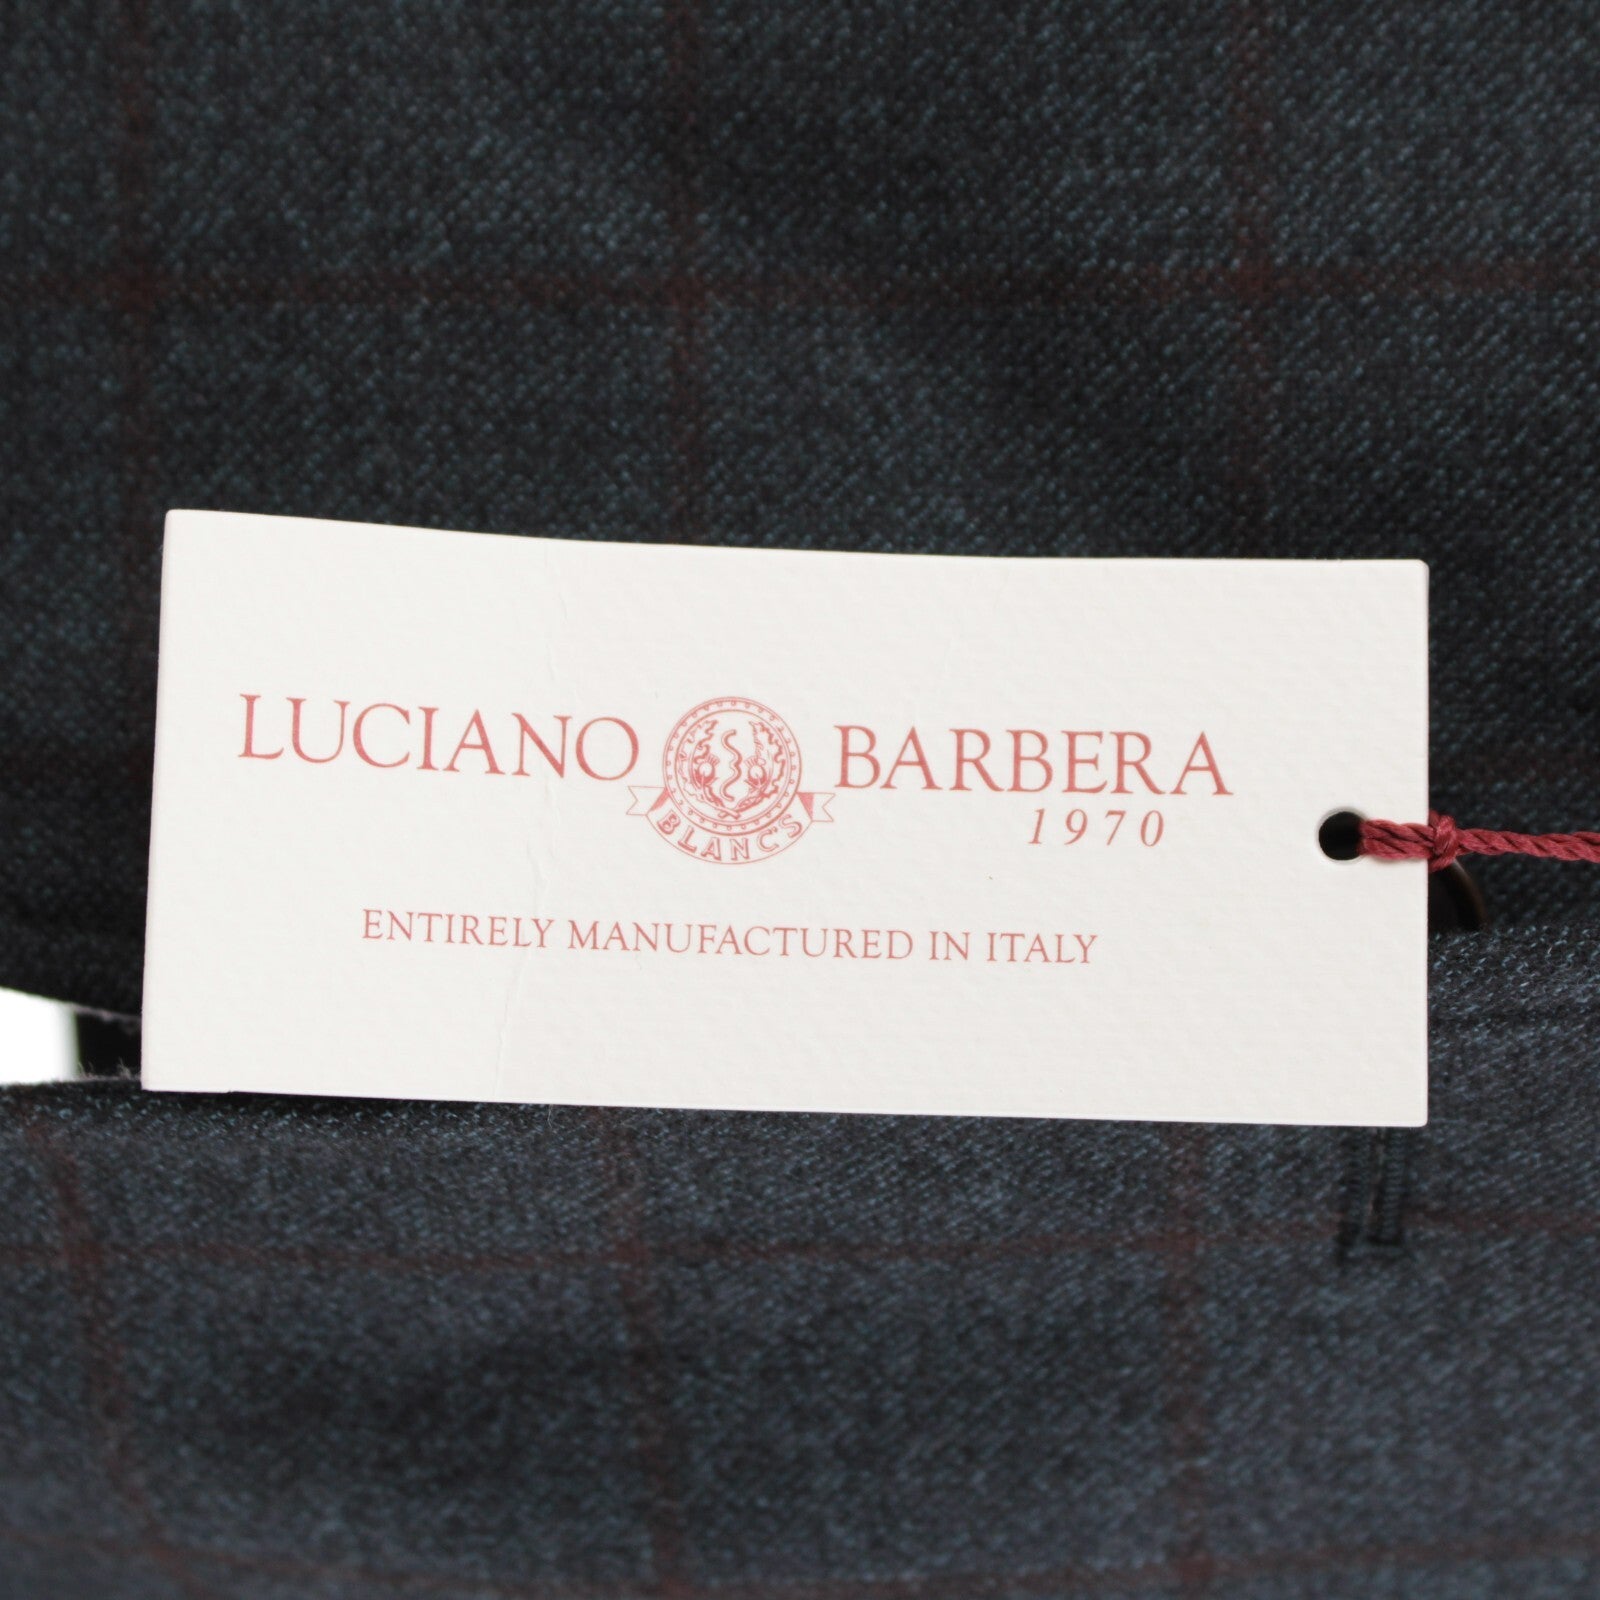 LUCIANO BARBERA
1970
BLANC'S
ENTIRELY MANUFACTURED IN ITALY